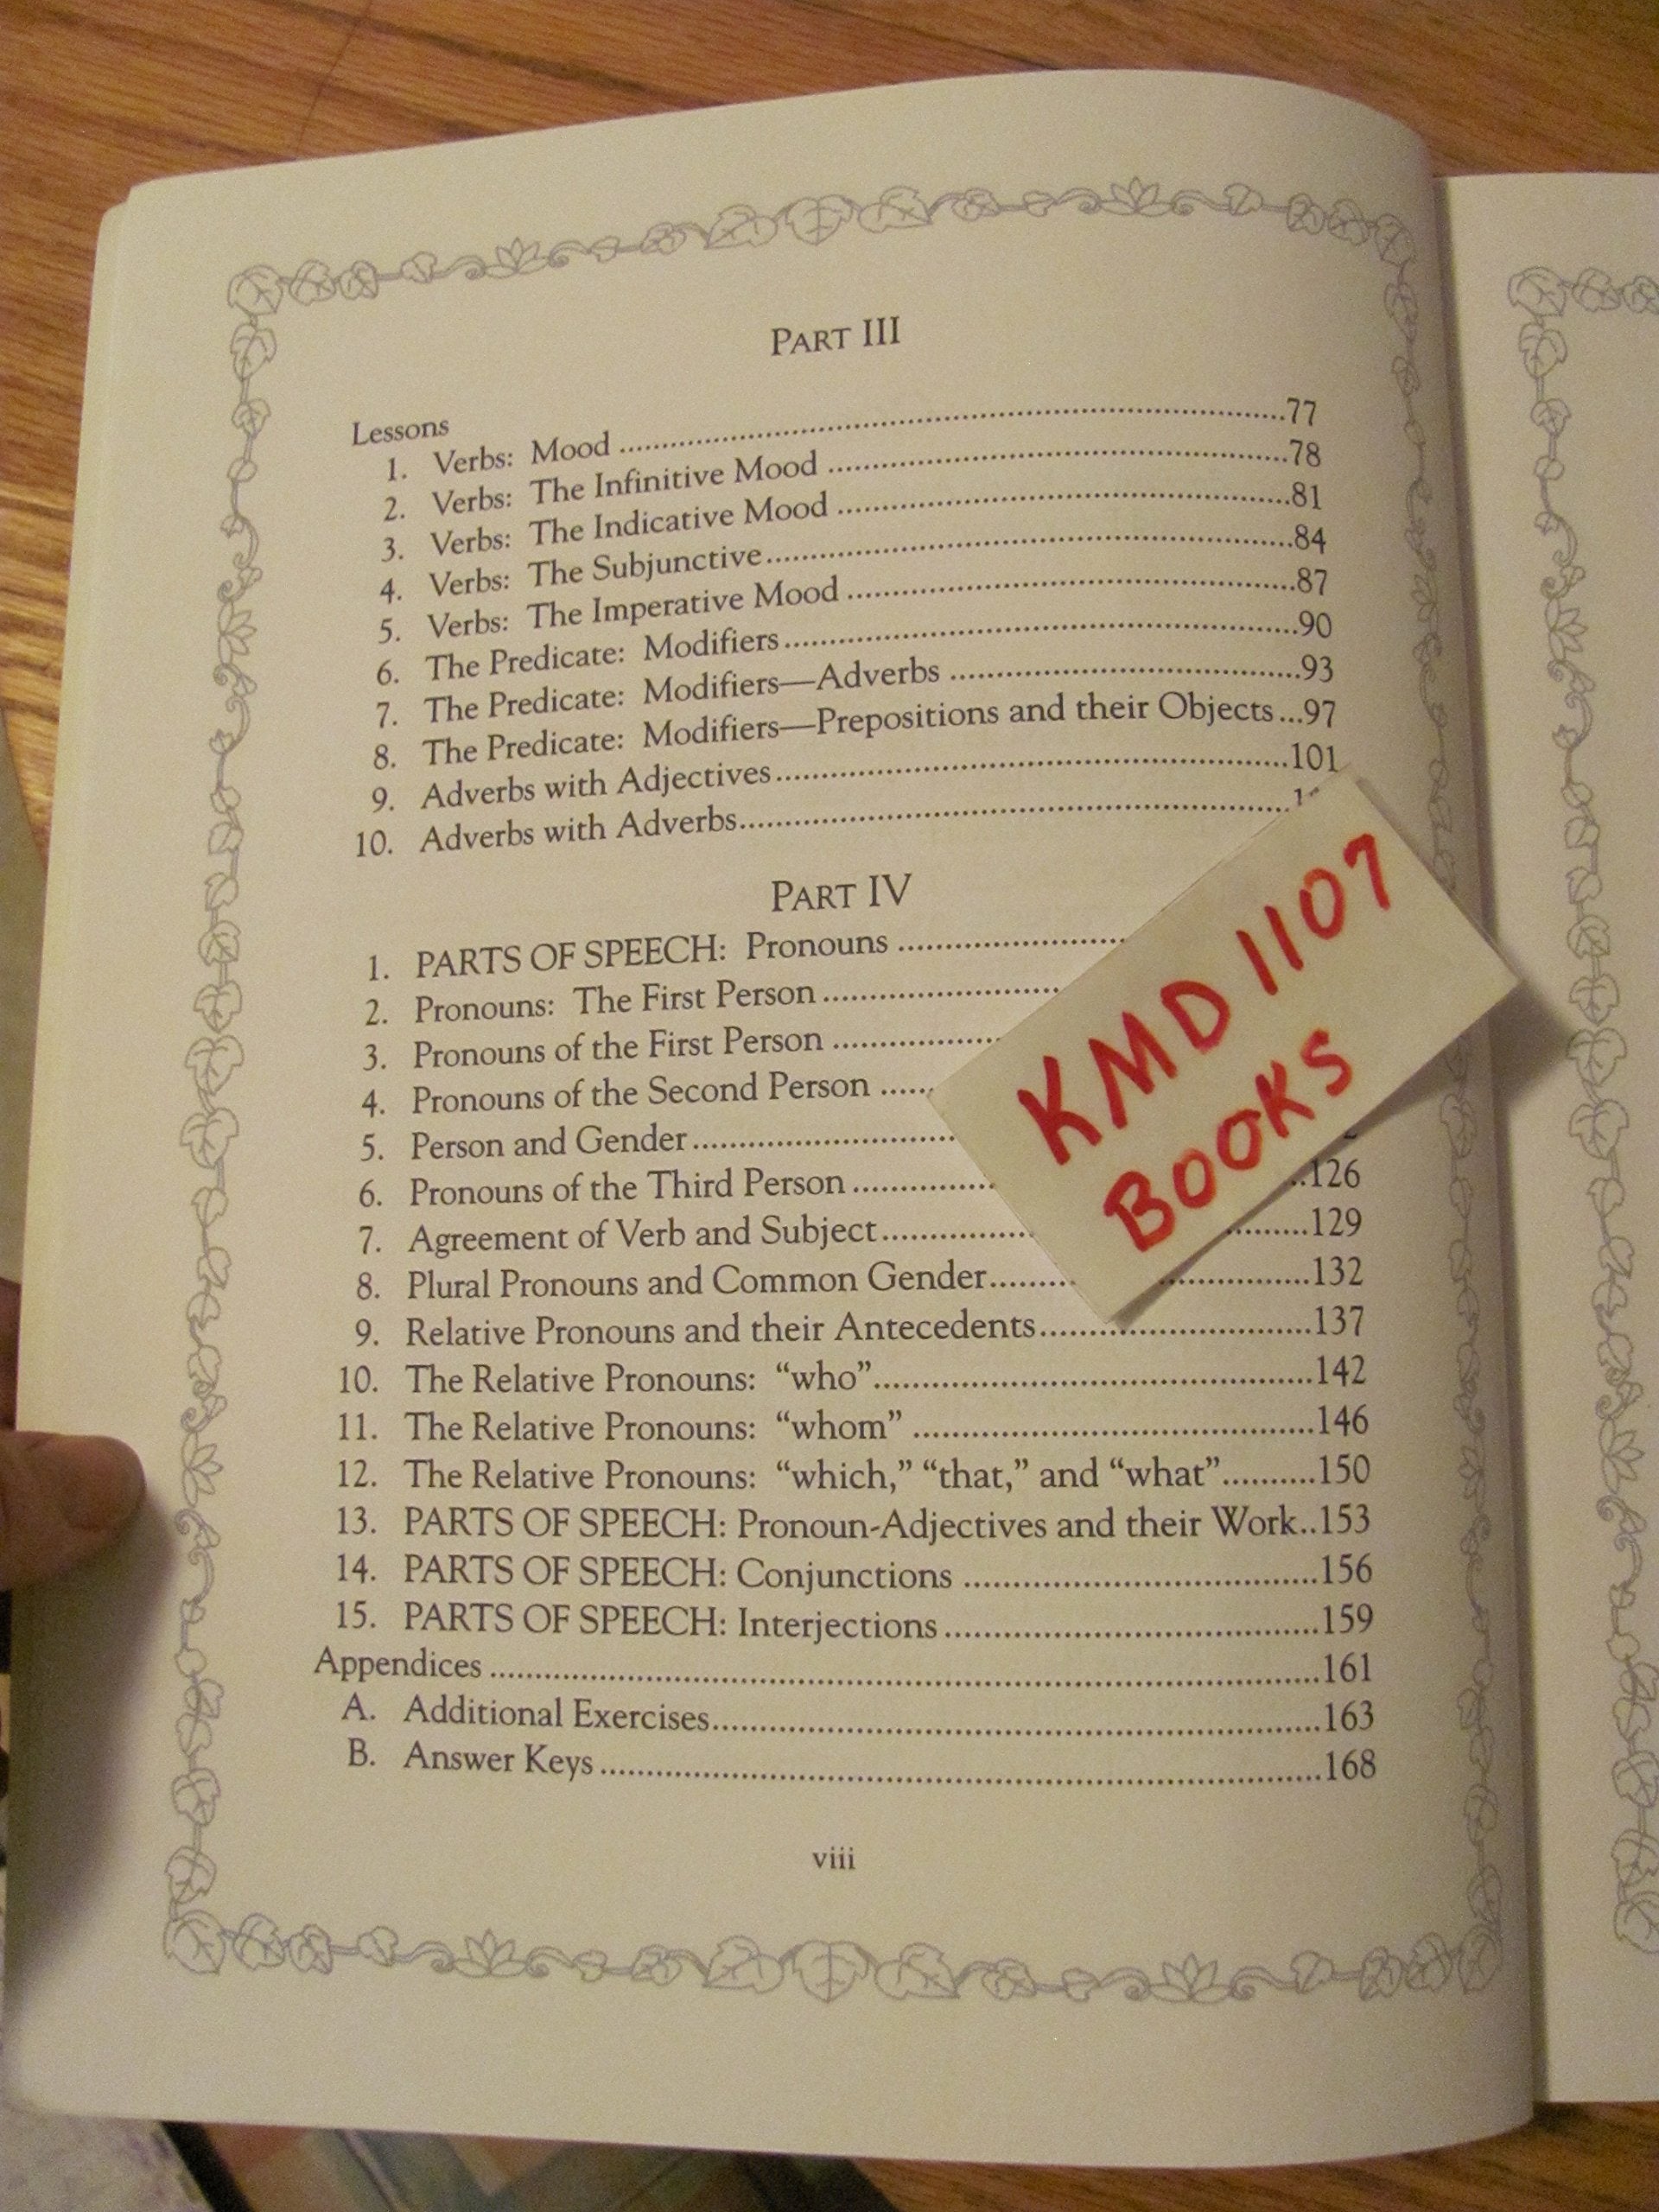 PART III
Lessons
1. Verbs: Mood ........................77
2. Verbs: The Infinitive Mood ........................78
3. Verbs: The Indicative Mood ........................81
4. Verbs: The Subjunctive........................84
5. Verbs: The Imperative Mood ........................87
6. The Predicate: Modifiers........................90
7. The Predicate: Modifiers—Adverbs ........................93
8. The Predicate: Modifiers—Prepositions and their Objects...97
9. Adverbs with Adjectives........................101
10. Adverbs with Adverbs........................
PART IV
1. PARTS OF SPEECH: Pronouns ........................
2. Pronouns: The First Person ........................
3. Pronouns of the First Person ........................
4. Pronouns of the Second Person ......
5. Person and Gender........................
6. Pronouns of the Third Person ........................126
7. Agreement of Verb and Subject........................129
8. Plural Pronouns and Common Gender........................132
9. Relative Pronouns and their Antecedents........................137
10. The Relative Pronouns: “who”........................142
11. The Relative Pronouns: “whom” ........................146
12. The Relative Pronouns: “which,” “that,” and “what”..........150
13. PARTS OF SPEECH: Pronoun-Adjectives and their Work..153
14. PARTS OF SPEECH: Conjunctions ........................156
15. PARTS OF SPEECH: Interjections ........................159
Appendices ........................161
A. Additional Exercises........................163
B. Answer Keys ........................168
viii
KMD 1107
BOOKS